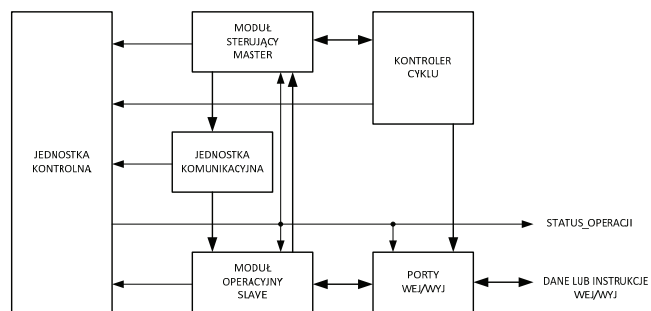 MODUŁ
STERUJĄCY
MASTER
KONTROLER
CYKLU
JEDNOSTKA
KONTROLNA
JEDNOSTKA
KOMUNIKACYJNA
STATUS_OPERACJI
MODUŁ
OPERACYJNY
SLAVE
PORTY
WEJ/WYJ
DANE LUB INSTRUKCJE
WEJ/WYJ